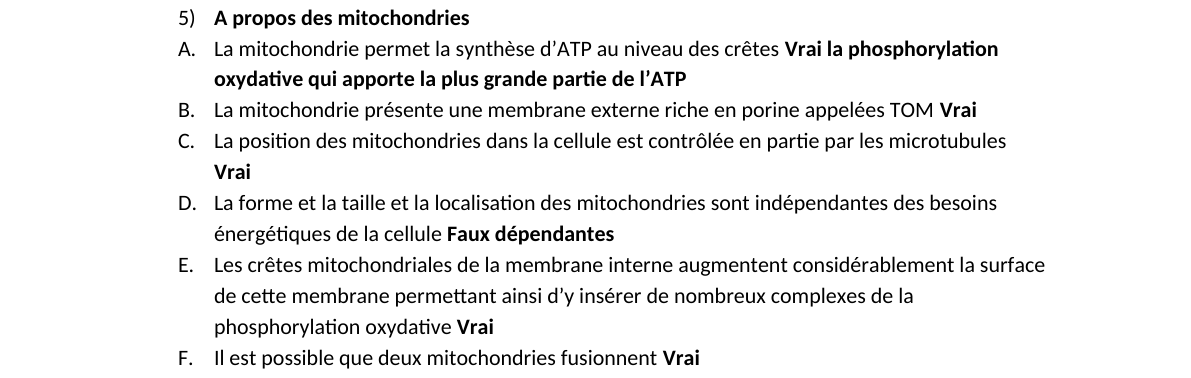 5) A propos des mitochondries
A. La mitochondrie permet la synthèse d’ATP au niveau des crêtes Vrai la phosphorylation
oxydative qui apporte la plus grande partie de l’ATP
B. La mitochondrie présente une membrane externe riche en porine appelées TOM Vrai
C. La position des mitochondries dans la cellule est contrôlée en partie par les microtubules
Vrai
D. La forme et la taille et la localisation des mitochondries sont indépendantes des besoins
énergétiques de la cellule Faux dépendantes
E. Les crêtes mitochondriales de la membrane interne augmentent considérablement la surface
de cette membrane permettant ainsi d’y insérer de nombreux complexes de la
phosphorylation oxydative Vrai
F. Il est possible que deux mitochondries fusionnent Vrai